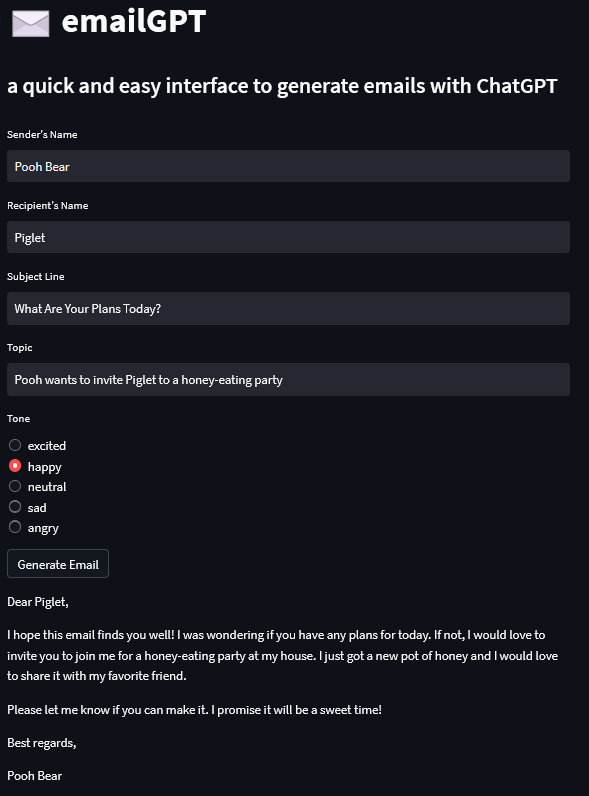 emailGPT
a quick and easy interface to generate emails with ChatGPT
Sender's Name
Pooh Bear
Recipient's Name
Piglet
Subject Line
What Are Your Plans Today?
Topic
Pooh wants to invite Piglet to a honey-eating party
Tone
excited
happy
neutral
sad
angry
Generate Email
Dear Piglet,
I hope this email finds you well! I was wondering if you have any plans for today. If not, I would love to
invite you to join me for a honey-eating party at my house. I just got a new pot of honey and I would love
to share it with my favorite friend.
Please let me know if you can make it. I promise it will be a sweet time!
Best regards,
Pooh Bear